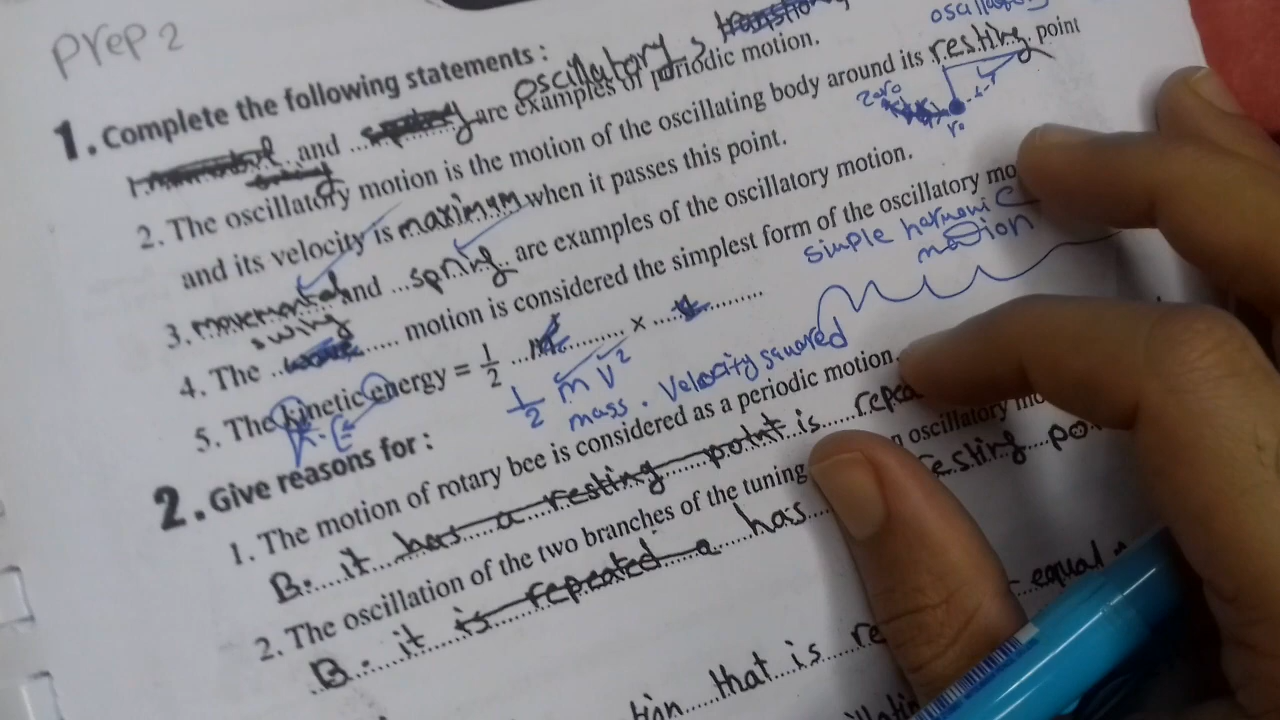 Prep 2
1. Complete the following statements :
oscillatory ,
1. and are examples of periodic motion.
2. The oscillatory motion is the motion of the oscillating body around its resting point
Zero
and its velocity is maximum when it passes this point.
3. and spring are examples of the oscillatory motion.
swing
4. The motion is considered the simplest form of the oscillatory mo
simple harmonic motion
5. The kinetic energy = 1/2 x
K.E
1/2 m v²
mass . Velocity squared
2. Give reasons for :
1. The motion of rotary bee is considered as a periodic motion.
B. it has a resting point is repea
2. The oscillation of the two branches of the tuning n oscillatory mo
B. it is repeated a has esting po
equal
tion that is re